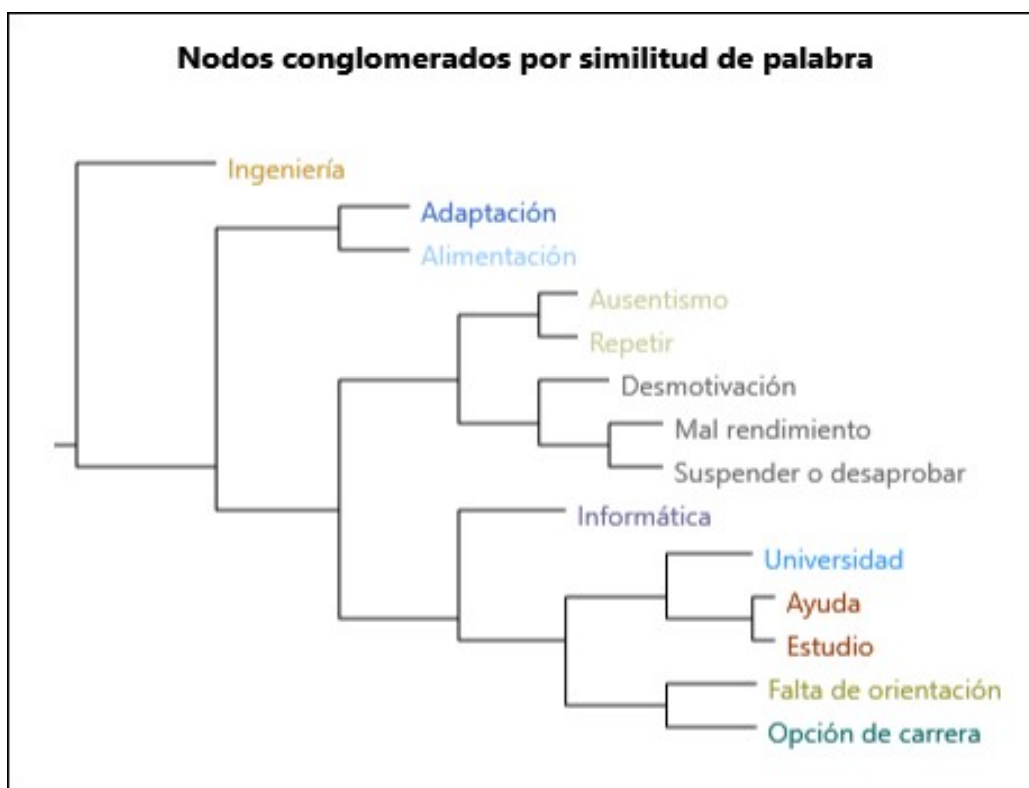 Nodos conglomerados por similitud de palabra
Ingeniería
Adaptación
Alimentación
Ausentismo
Repetir
Desmotivación
Mal rendimiento
Suspender o desaprobar
Informática
Universidad
Ayuda
Estudio
Falta de orientación
Opción de carrera